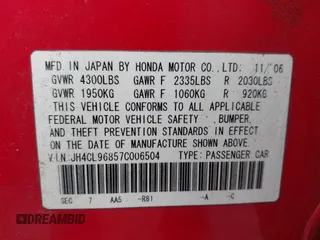 MFD. IN JAPAN BY HONDA MOTOR CO., LTD. 11/06
GVWR 4300LBS GAWR F 2335LBS R 2030LBS
GVWR 1950KG GAWR F 1060KG R 920KG
THIS VEHICLE CONFORMS TO ALL APPLICABLE
FEDERAL MOTOR VEHICLE SAFETY, BUMPER,
AND THEFT PREVENTION STANDARDS IN EFFECT
ON THE DATE OF MANUFACTURE SHOWN ABOVE.
V.I.N. JH4CL96857C006504 TYPE: PASSENGER CAR
SEC 7 AA5 -R81 -A -C
DREAMBID